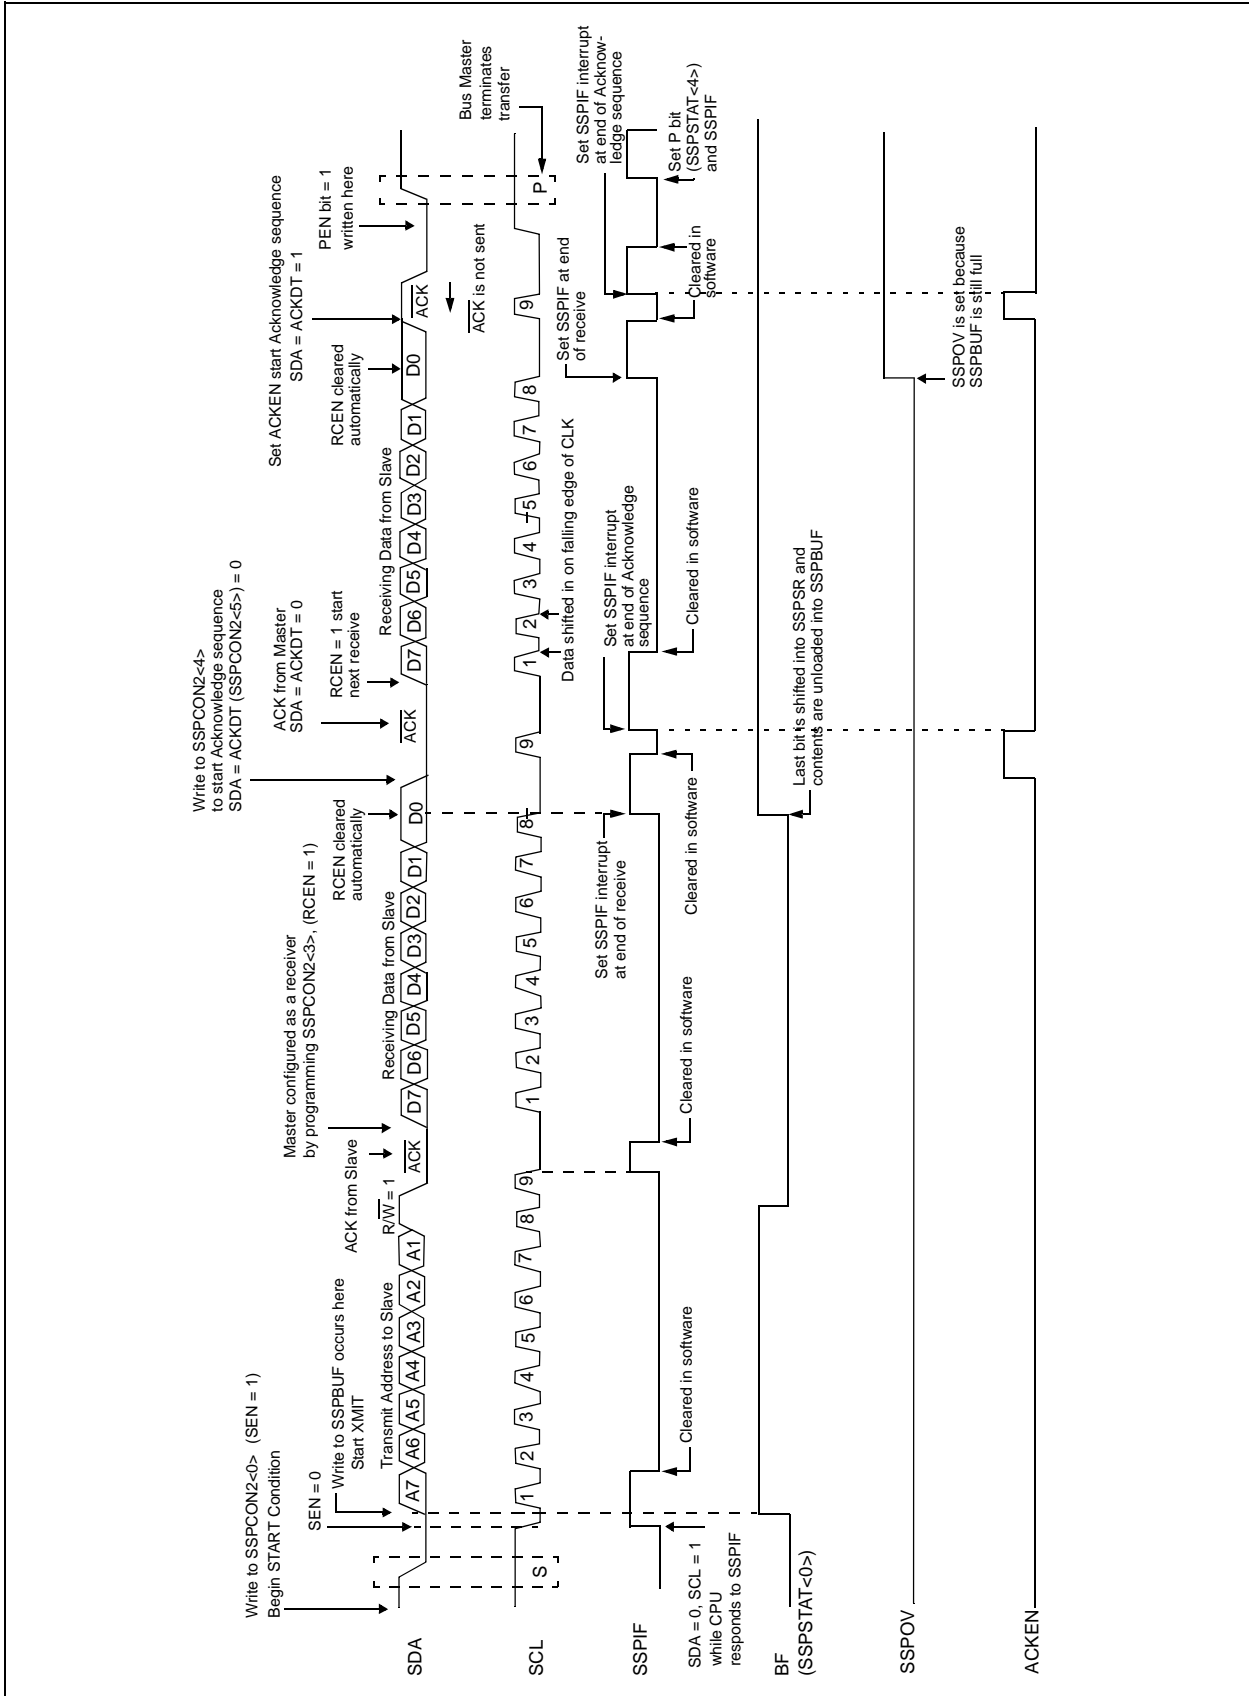 Write to SSPCON2<0> (SEN = 1)
Begin START Condition
SEN = 0
Write to SSPBUF occurs here
Start XMIT
Transmit Address to Slave
ACK from Slave
R/W = 1
Master configured as a receiver
by programming SSPCON2<3>, (RCEN = 1)
Receiving Data from Slave
RCEN cleared
automatically
Write to SSPCON2<4>
to start Acknowledge sequence
SDA = ACKDT (SSPCON2<5>) = 0
ACK from Master
SDA = ACKDT = 0
RCEN = 1 start
next receive
Receiving Data from Slave
RCEN cleared
automatically
Set ACKEN start Acknowledge sequence
SDA = ACKDT = 1
PEN bit = 1
written here
SDA
A7 A6 A5 A4 A3 A2 A1
ACK
D7 D6 D5 D4 D3 D2 D1 D0
ACK
D7 D6 D5 D4 D3 D2 D1 D0
ACK
ACK is not sent
Bus Master
terminates
transfer
SCL
S
1 2 3 4 5 6 7 8 9
1 2 3 4 5 6 7 8
9
1 2 3 4 5 6 7 8
9
P
Data shifted in on falling edge of CLK
Set SSPIF interrupt
at end of receive
Set SSPIF interrupt
at end of Acknowledge
sequence
Set SSPIF at end
of receive
Set SSPIF interrupt
at end of Acknow-
ledge sequence
SSPIF
SDA = 0, SCL = 1
while CPU
responds to SSPIF
Cleared in software
Cleared in software
Cleared in software
Cleared in software
Cleared in
software
Set P bit
(SSPSTAT<4>)
and SSPIF
BF
(SSPSTAT<0>)
Last bit is shifted into SSPSR and
contents are unloaded into SSPBUF
SSPOV
SSPOV is set because
SSPBUF is still full
ACKEN